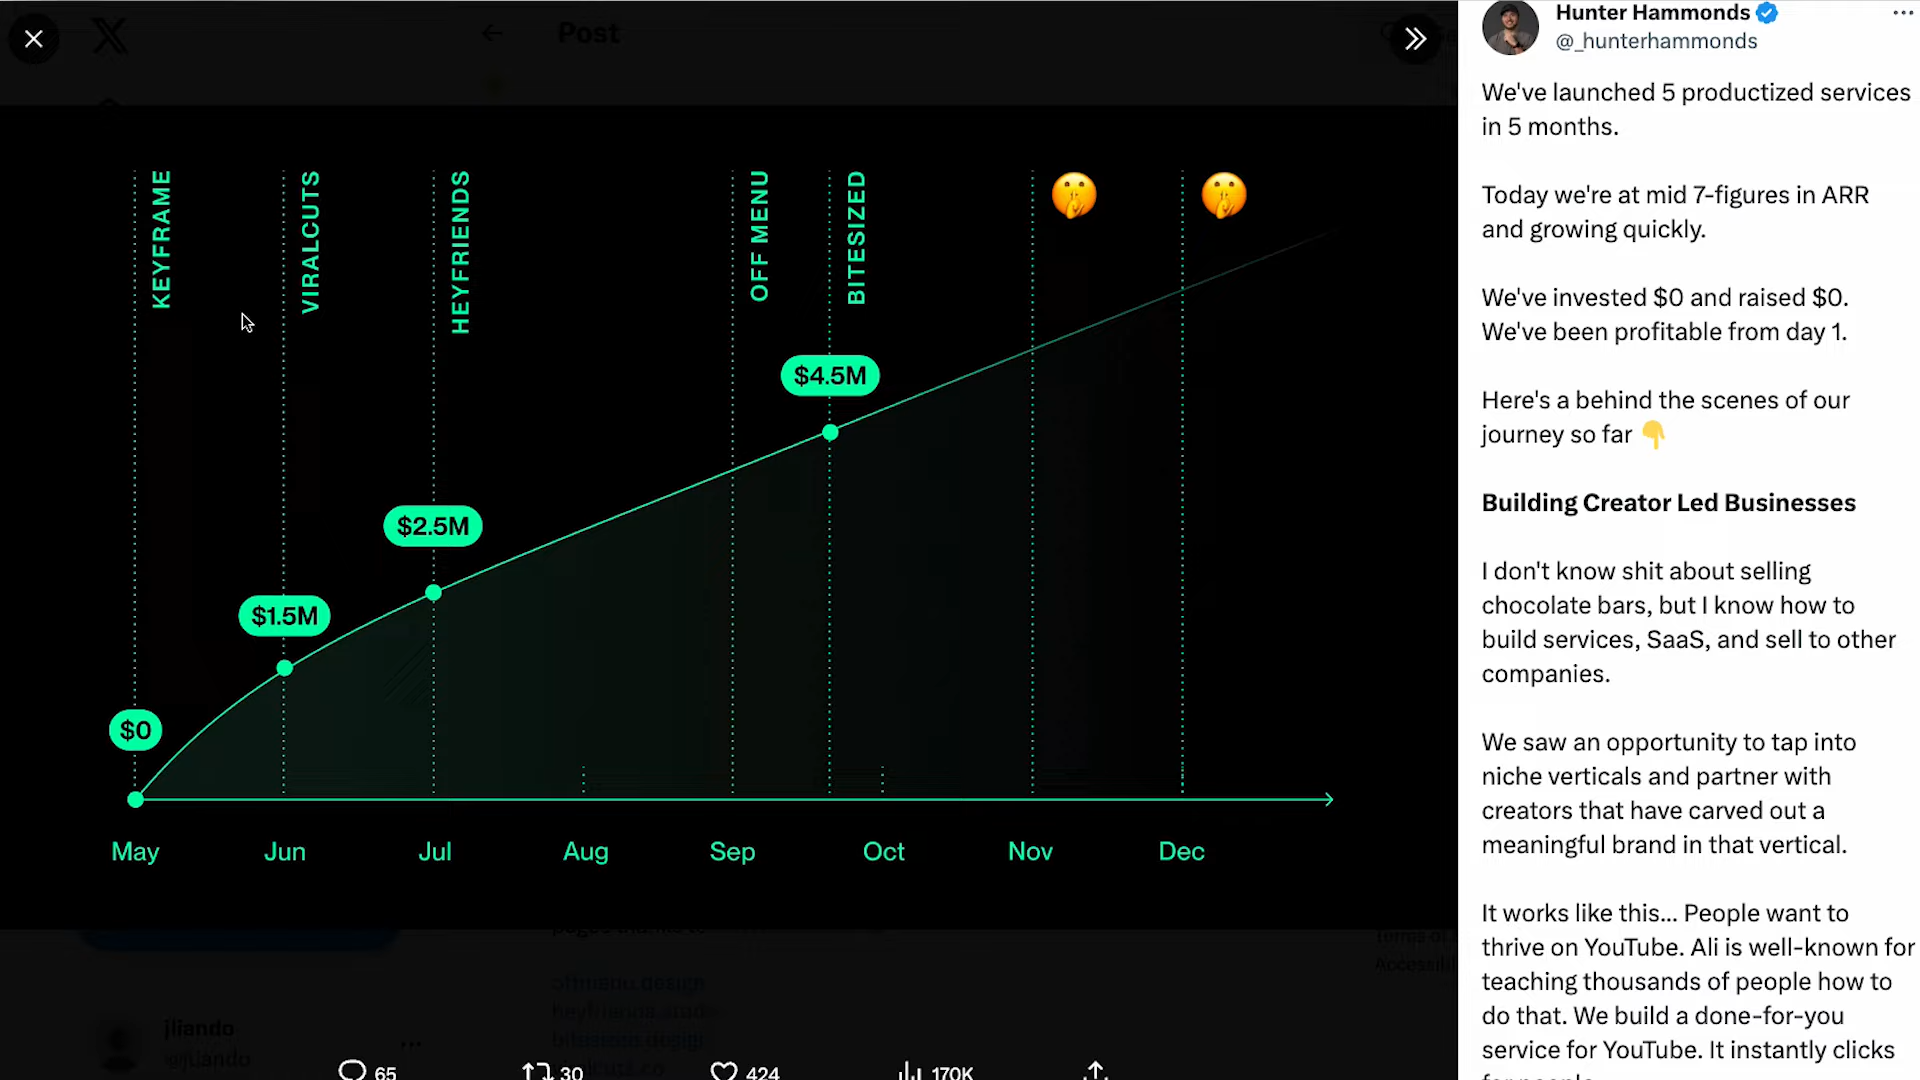 Post
KEYFRAME
VIRALCUTS
HEYFRIENDS
OFF MENU
BITESIZED
$4.5M
$2.5M
$1.5M
$0
May
Jun
Jul
Aug
Sep
Oct
Nov
Dec
jliando
@jliando
65
30
424
170K
Hunter Hammonds
@_hunterhammonds
We've launched 5 productized services
in 5 months.
Today we're at mid 7-figures in ARR
and growing quickly.
We've invested $0 and raised $0.
We've been profitable from day 1.
Here's a behind the scenes of our
journey so far
Building Creator Led Businesses
I don't know shit about selling
chocolate bars, but I know how to
build services, SaaS, and sell to other
companies.
We saw an opportunity to tap into
niche verticals and partner with
creators that have carved out a
meaningful brand in that vertical.
It works like this... People want to
thrive on YouTube. Ali is well-known for
teaching thousands of people how to
do that. We build a done-for-you
service for YouTube. It instantly clicks